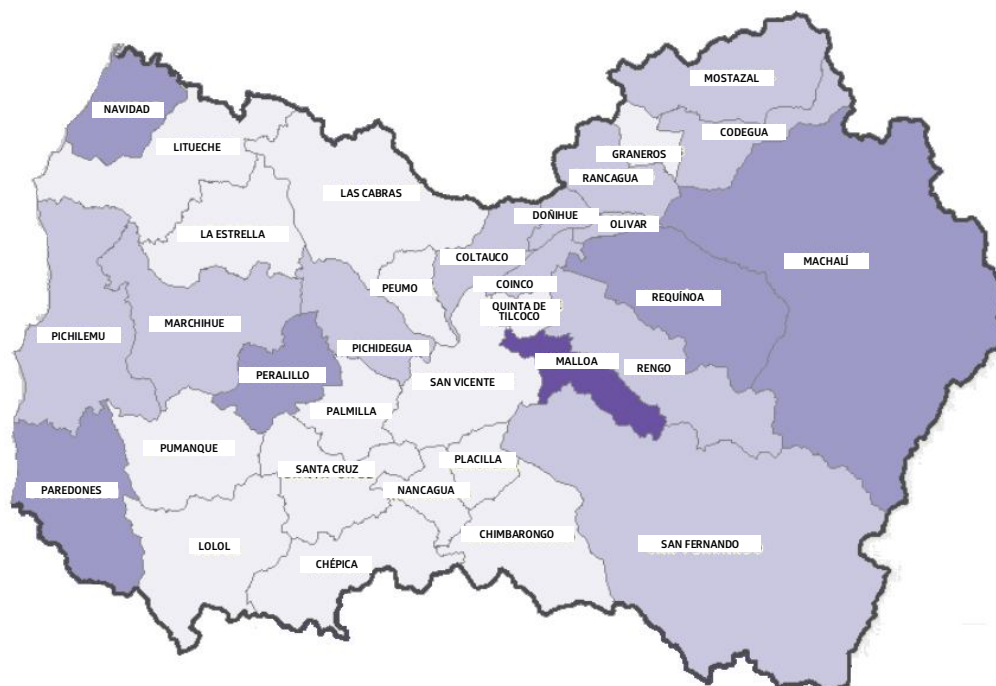 MOSTAZAL
NAVIDAD
CODEGUA
LITUECHE
GRANEROS
RANCAGUA
LAS CABRAS
DOÑIHUE
OLIVAR
LA ESTRELLA
COLTAUCO
MACHALÍ
COINCO
PEUMO
REQUÍNOA
QUINTA DE
TILCOCO
MARCHIHUE
PICHILEMU
PICHIDEGUA
MALLOA
RENGO
PERALILLO
SAN VICENTE
PALMILLA
PUMANQUE
PLACILLA
SANTA CRUZ
PAREDONES
NANCAGUA
CHIMBARONGO
LOLOL
SAN FERNANDO
CHÉPICA